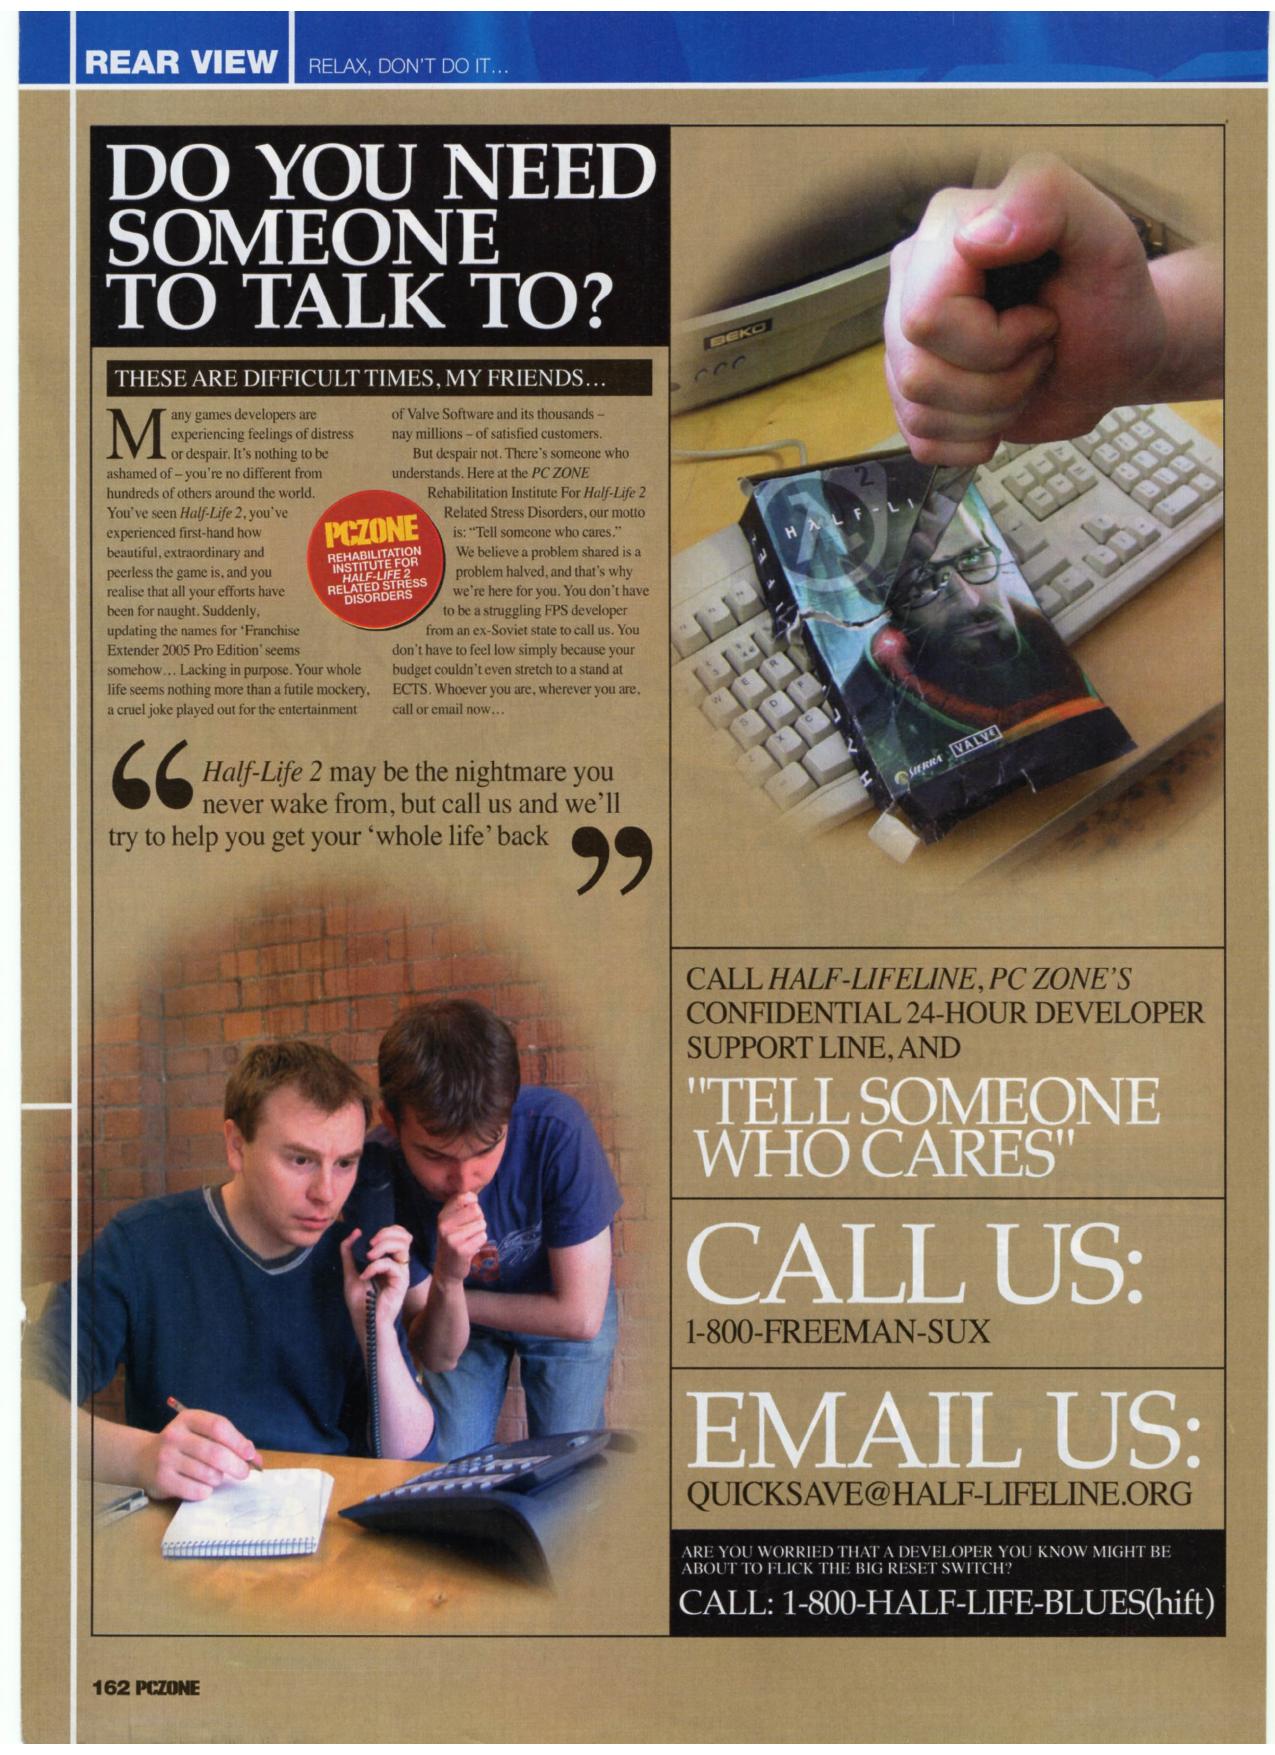 REAR VIEW
RELAX, DON'T DO IT...
DO YOU NEED
SOMEONE
TO TALK TO?
THESE ARE DIFFICULT TIMES, MY FRIENDS...
Many games developers are
experiencing feelings of distress
or despair. It's nothing to be
ashamed of – you're no different from
hundreds of others around the world.
You've seen Half-Life 2, you've
experienced first-hand how
beautiful, extraordinary and
peerless the game is, and you
realise that all your efforts have
been for naught. Suddenly,
updating the names for 'Franchise
Extender 2005 Pro Edition' seems
somehow... Lacking in purpose. Your whole
life seems nothing more than a futile mockery,
a cruel joke played out for the entertainment
of Valve Software and its thousands –
nay millions – of satisfied customers.
But despair not. There's someone who
understands. Here at the PC ZONE
Rehabilitation Institute For Half-Life 2
Related Stress Disorders, our motto
is: "Tell someone who cares."
We believe a problem shared is a
problem halved, and that's why
we're here for you. You don't have
to be a struggling FPS developer
from an ex-Soviet state to call us. You
don't have to feel low simply because your
budget couldn't even stretch to a stand at
ECTS. Whoever you are, wherever you are,
call or email now...
PCZONE
REHABILITATION
INSTITUTE FOR
HALF-LIFE 2
RELATED STRESS
DISORDERS
“Half-Life 2 may be the nightmare you
never wake from, but call us and we'll
try to help you get your 'whole life' back”
BEKO
2
HλLF-LI
SIERRA
VALVE
CALL HALF-LIFELINE, PC ZONE'S
CONFIDENTIAL 24-HOUR DEVELOPER
SUPPORT LINE, AND
"TELL SOMEONE
WHO CARES"
CALL US:
1-800-FREEMAN-SUX
EMAIL US:
QUICKSAVE@HALF-LIFELINE.ORG
ARE YOU WORRIED THAT A DEVELOPER YOU KNOW MIGHT BE
ABOUT TO FLICK THE BIG RESET SWITCH?
CALL: 1-800-HALF-LIFE-BLUES(hift)
162 PCZONE